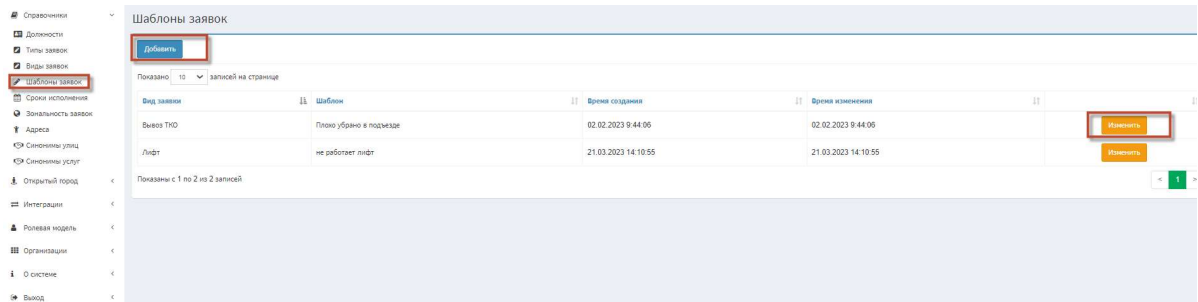 Справочники
Должности
Типы заявок
Виды заявок
Шаблоны заявок
Сроки исполнения
Зональность заявок
Адреса
Синонимы улиц
Синонимы услуг
Открытый город
Интеграции
Ролевая модель
Организации
О системе
Выход
Шаблоны заявок
Добавить
Показано 10 записей на странице
Вид заявки Шаблон Время создания Время изменения
Вывоз ТКО Плохо убрано в подъезде 02.02.2023 9:44:06 02.02.2023 9:44:06 Изменить
Лифт не работает лифт 21.03.2023 14:10:55 21.03.2023 14:10:55 Изменить
Показаны с 1 по 2 из 2 записей
< 1 >